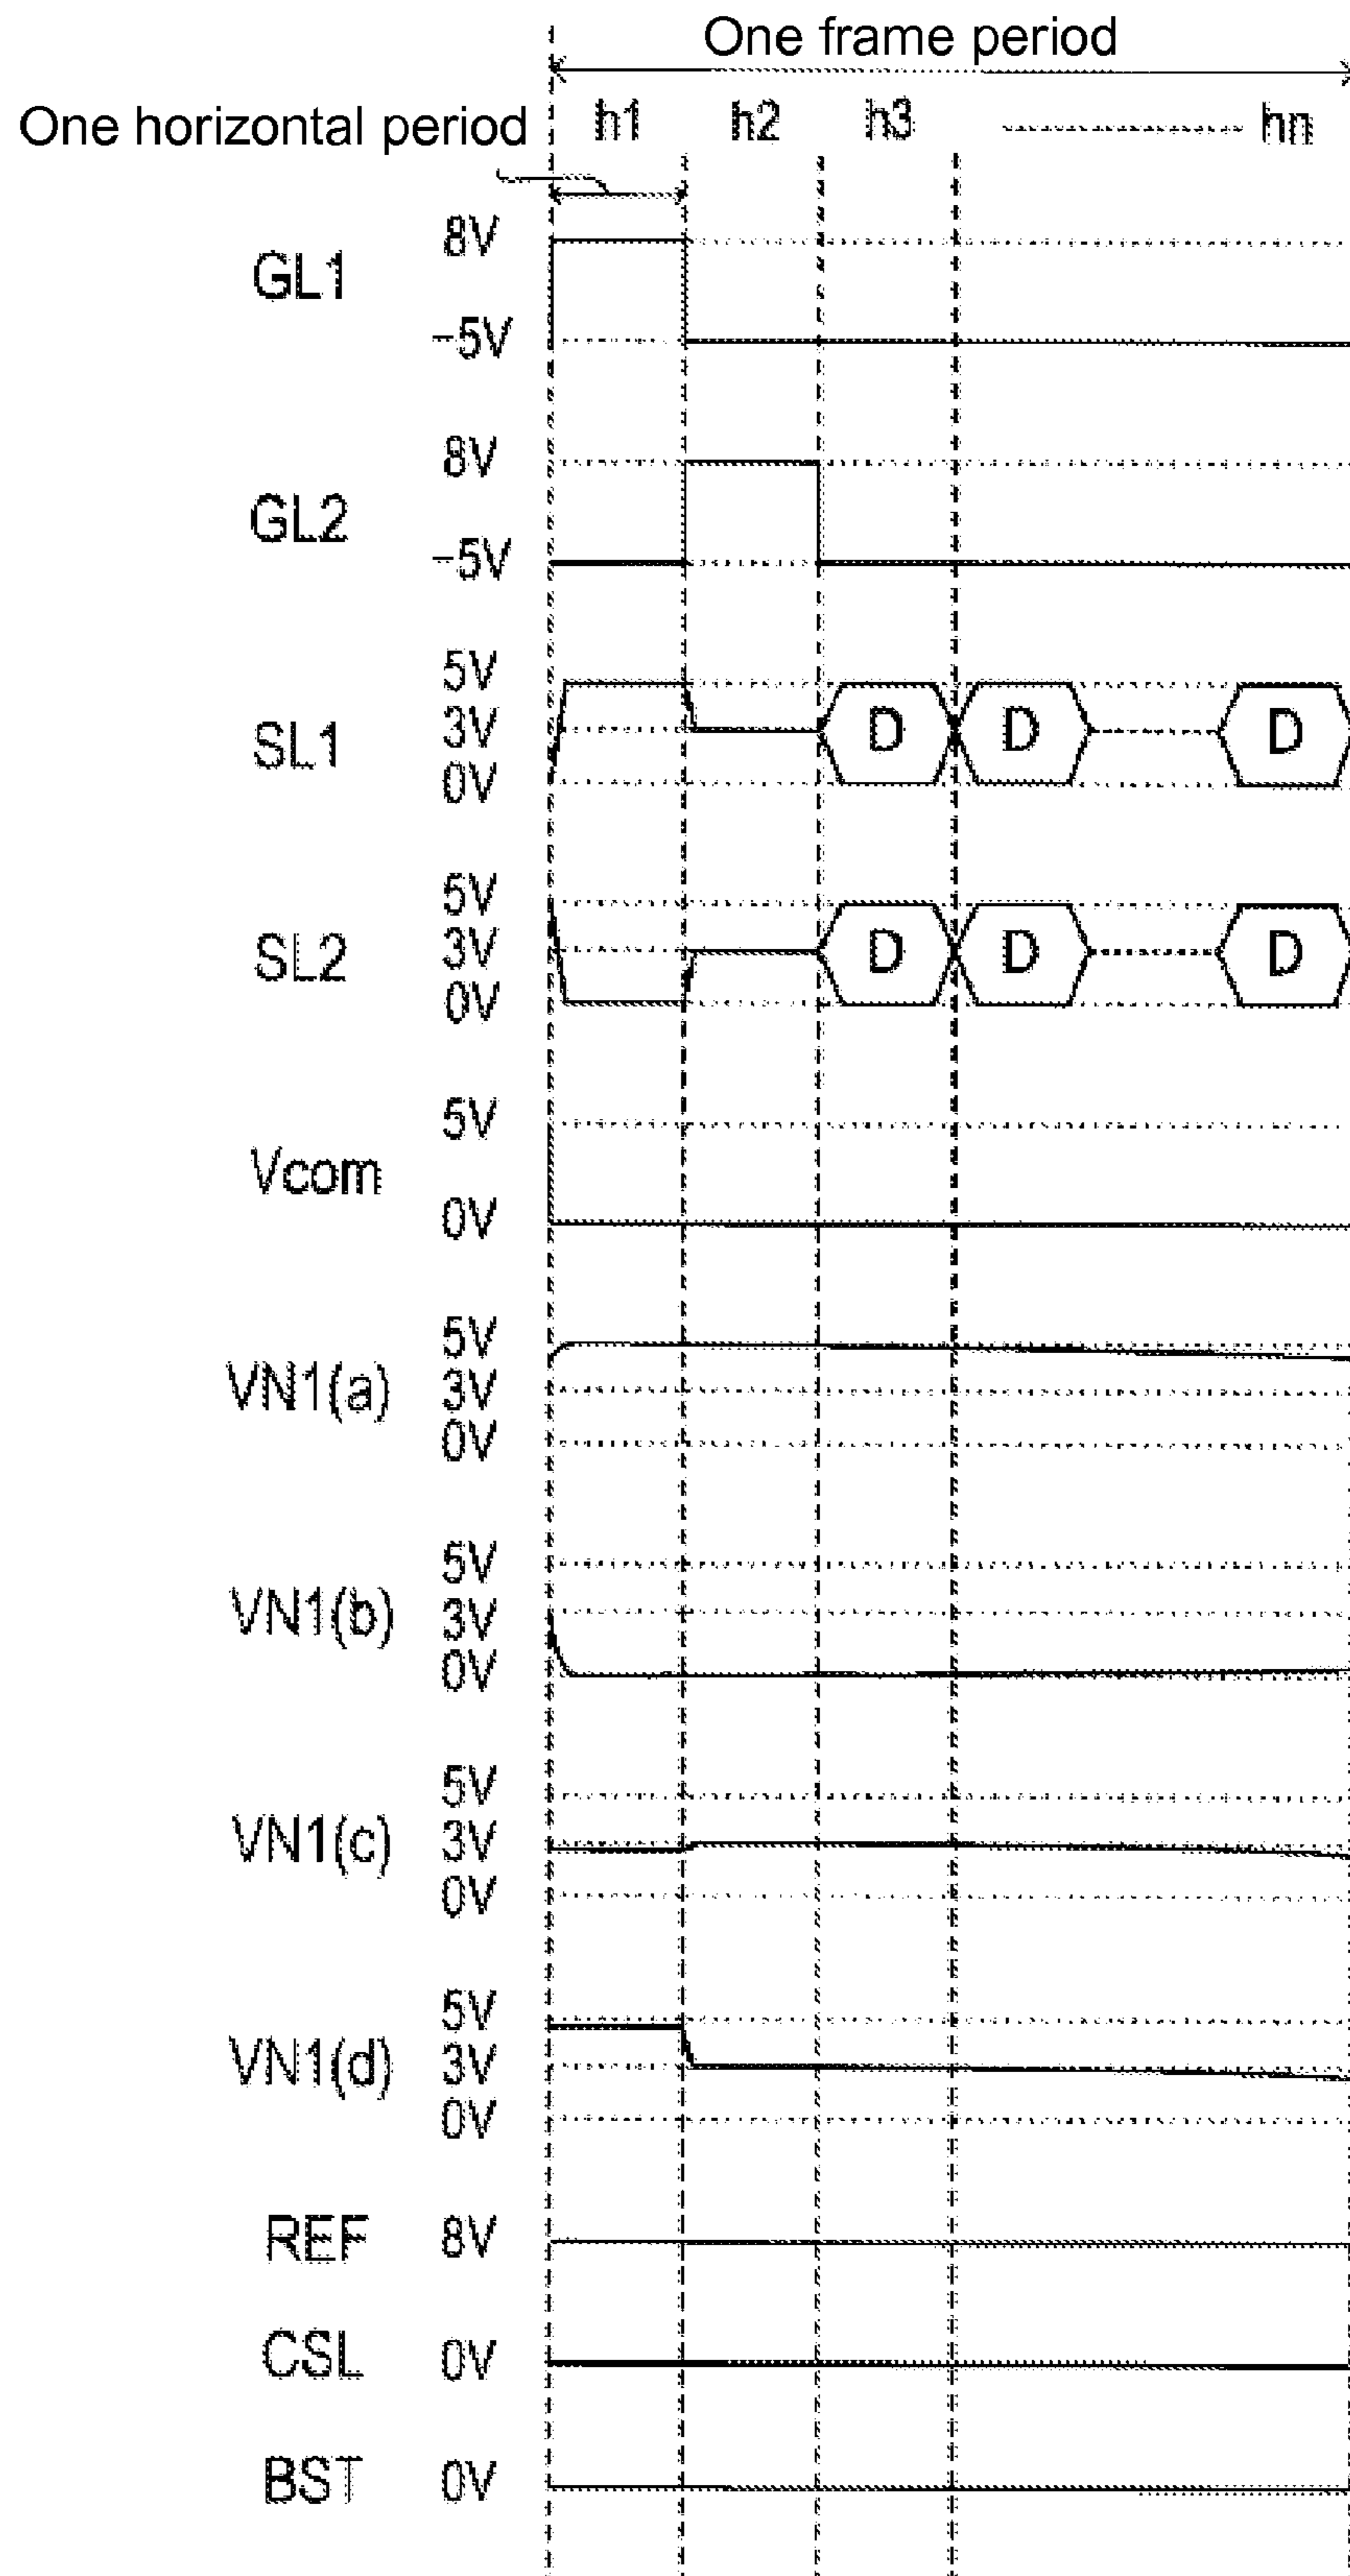 One frame period
One horizontal period h1 h2 h3 hn
GL1 8V
-5V
GL2 8V
-5V
SL1 5V
3V D D D
0V
SL2 5V
3V D D D
0V
Vcom 5V
0V
VN1(a) 5V
3V
0V
VN1(b) 5V
3V
0V
VN1(c) 5V
3V
0V
VN1(d) 5V
3V
0V
REF 8V
CSL 0V
BST 0V